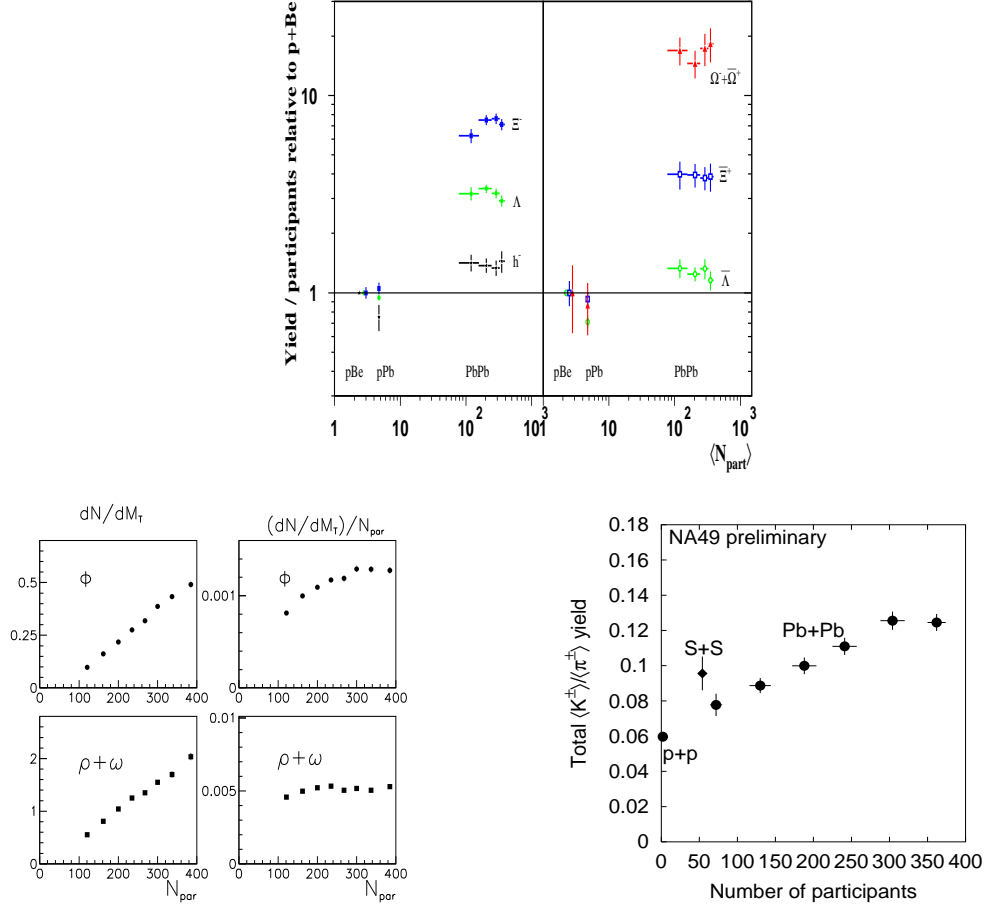 Yield / participants relative to p+Be
10
1
Ξ⁻
Λ
h⁻
Ω⁻+Ω̅⁺
Ξ̅⁺
Λ̅
pBe pPb PbPb
pBe pPb PbPb
1 10 10² 10³
1 10 10² 10³
⟨N_part⟩
dN/dM_T
(dN/dM_T)/N_par
0.5
0.25
0
ϕ
0 100 200 300 400
0.001
0
ϕ
0 100 200 300 400
2
1
0
ρ+ω
0 100 200 300 400
N_par
0.01
0.005
0.000
ρ+ω
0 100 200 300 400
N_par
NA49 preliminary
Total ⟨K^±⟩/⟨π^±⟩ yield
0.18
0.16
0.14
0.12
0.1
0.08
0.06
0.04
0.02
0
Pb+Pb
S+S
p+p
0 50 100 150 200 250 300 350 400
Number of participants